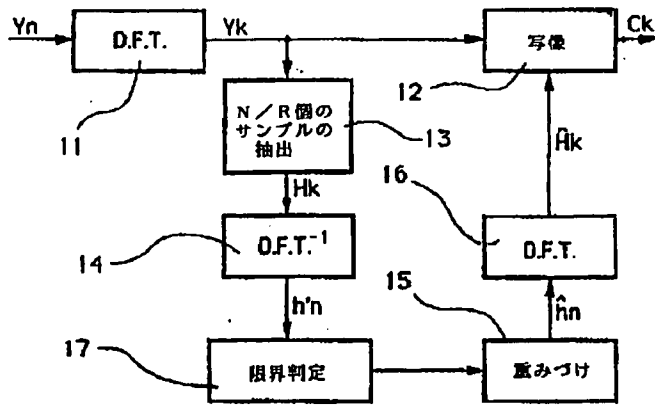 Yn
D.F.T.
Yk
写像
Ck
11
12
N/R個の
サンプルの
抽出
13
Hk
Ĥk
D.F.T.⁻¹
14
16
D.F.T.
h'n
15
ĥn
17
限界判定
重みづけ